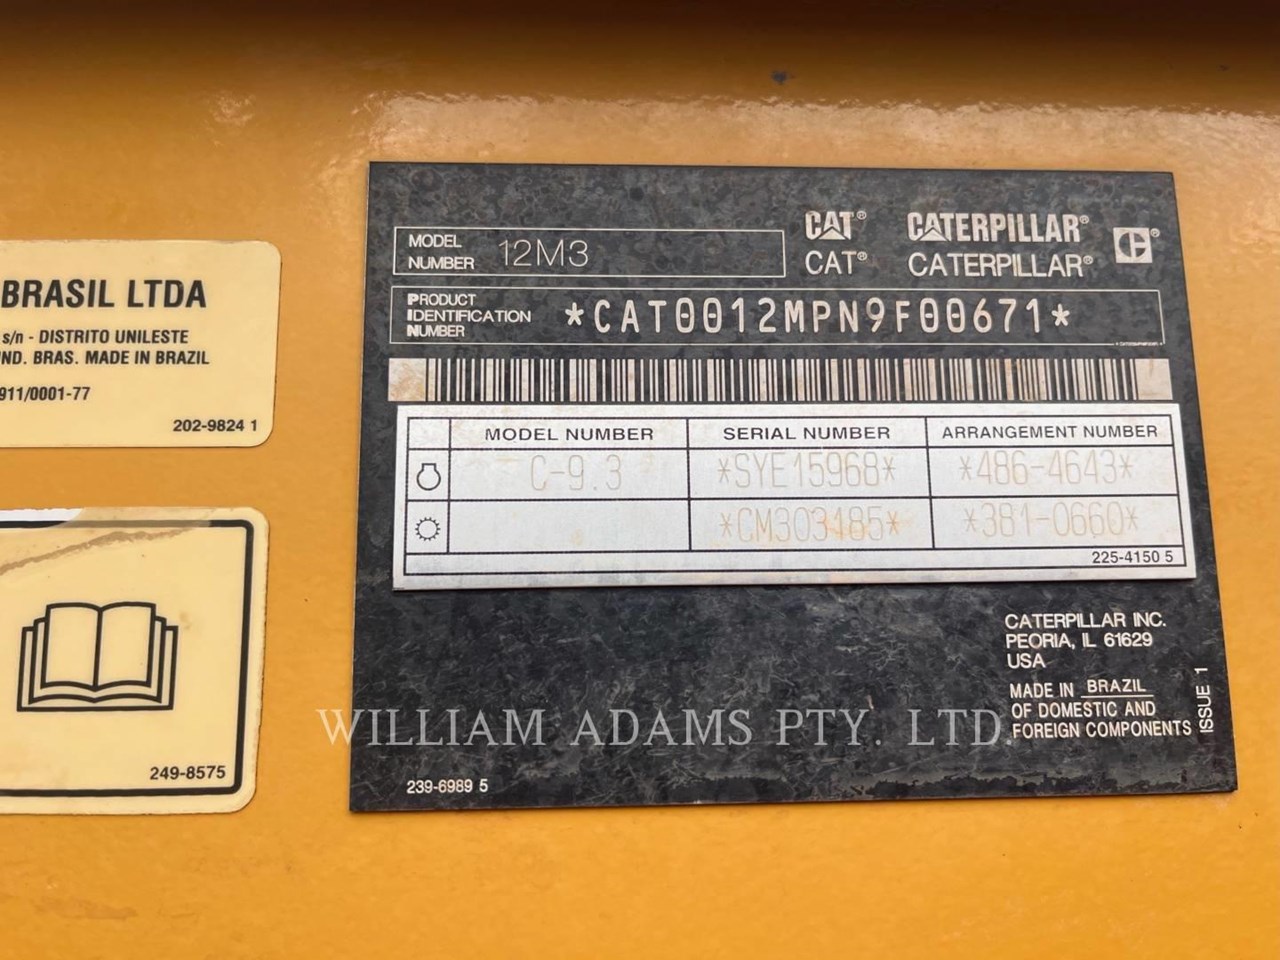 BRASIL LTDA
s/n - DISTRITO UNILESTE
IND. BRAS. MADE IN BRAZIL
911/0001-77
202-9824 1
249-8575
MODEL NUMBER 12M3
CAT® CATERPILLAR® ®
CAT® CATERPILLAR®
PRODUCT IDENTIFICATION NUMBER *CAT0012MPN9F00671*
MODEL NUMBER SERIAL NUMBER ARRANGEMENT NUMBER
C-9.3 *SYE15968* *486-4643*
*CM303485* *381-0660*
225-4150 5
CATERPILLAR INC.
PEORIA, IL 61629
USA
MADE IN BRAZIL
OF DOMESTIC AND
FOREIGN COMPONENTS
ISSUE 1
239-6989 5
WILLIAM ADAMS PTY. LTD.